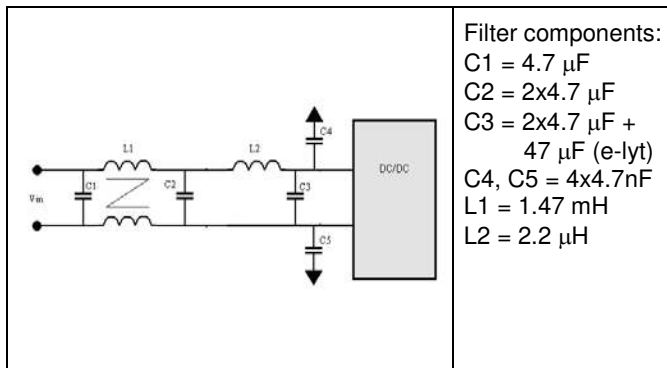 Filter components:
C1 = 4.7 μF
C2 = 2x4.7 μF
C3 = 2x4.7 μF +
47 μF (e-lyt)
C4, C5 = 4x4.7nF
L1 = 1.47 mH
L2 = 2.2 μH
C4
L1
L2
DC/DC
C1
C2
C3
Vin
C5